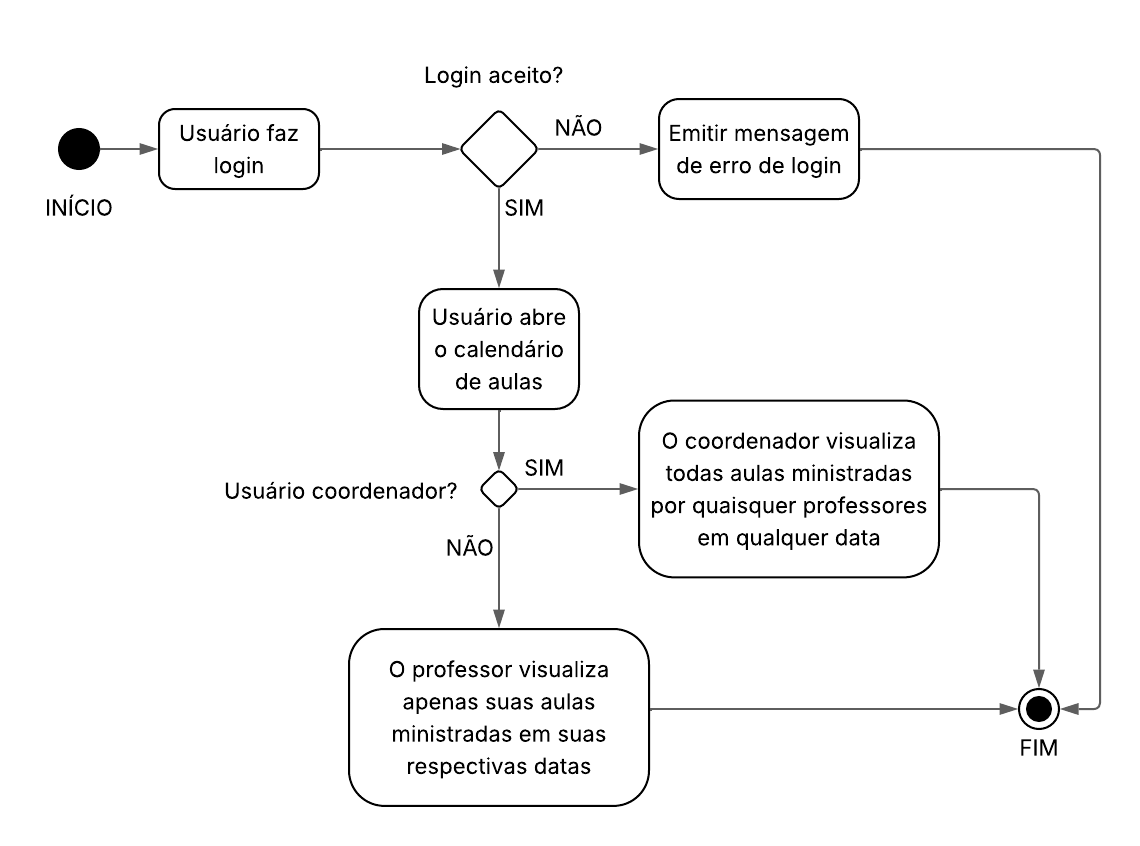 Login aceito?
Usuário faz
login
NÃO
Emitir mensagem
de erro de login
INÍCIO
SIM
Usuário abre
o calendário
de aulas
Usuário coordenador?
SIM
O coordenador visualiza
todas aulas ministradas
por quaisquer professores
em qualquer data
NÃO
O professor visualiza
apenas suas aulas
ministradas em suas
respectivas datas
FIM